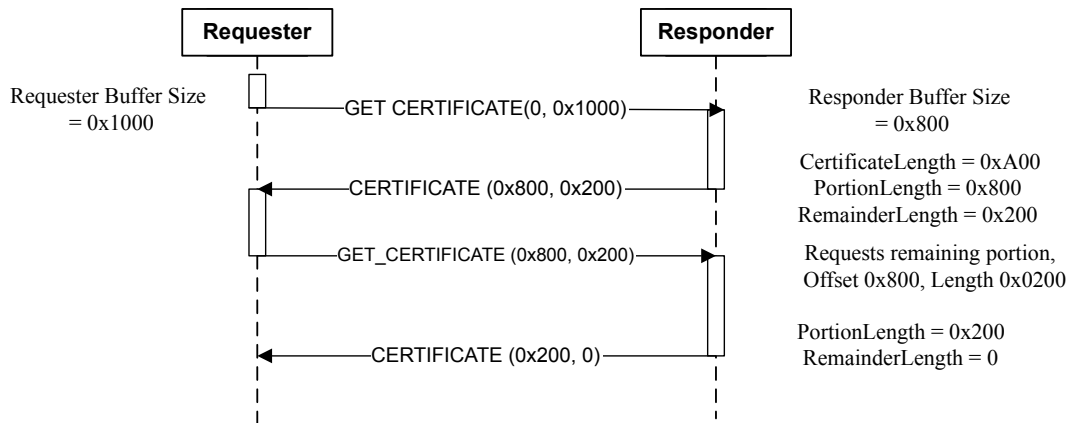 Requester
Responder
Requester Buffer Size
= 0x1000
GET CERTIFICATE(0, 0x1000)
Responder Buffer Size
= 0x800
CertificateLength = 0xA00
PortionLength = 0x800
RemainderLength = 0x200
CERTIFICATE (0x800, 0x200)
GET_CERTIFICATE (0x800, 0x200)
Requests remaining portion,
Offset 0x800, Length 0x0200
PortionLength = 0x200
RemainderLength = 0
CERTIFICATE (0x200, 0)